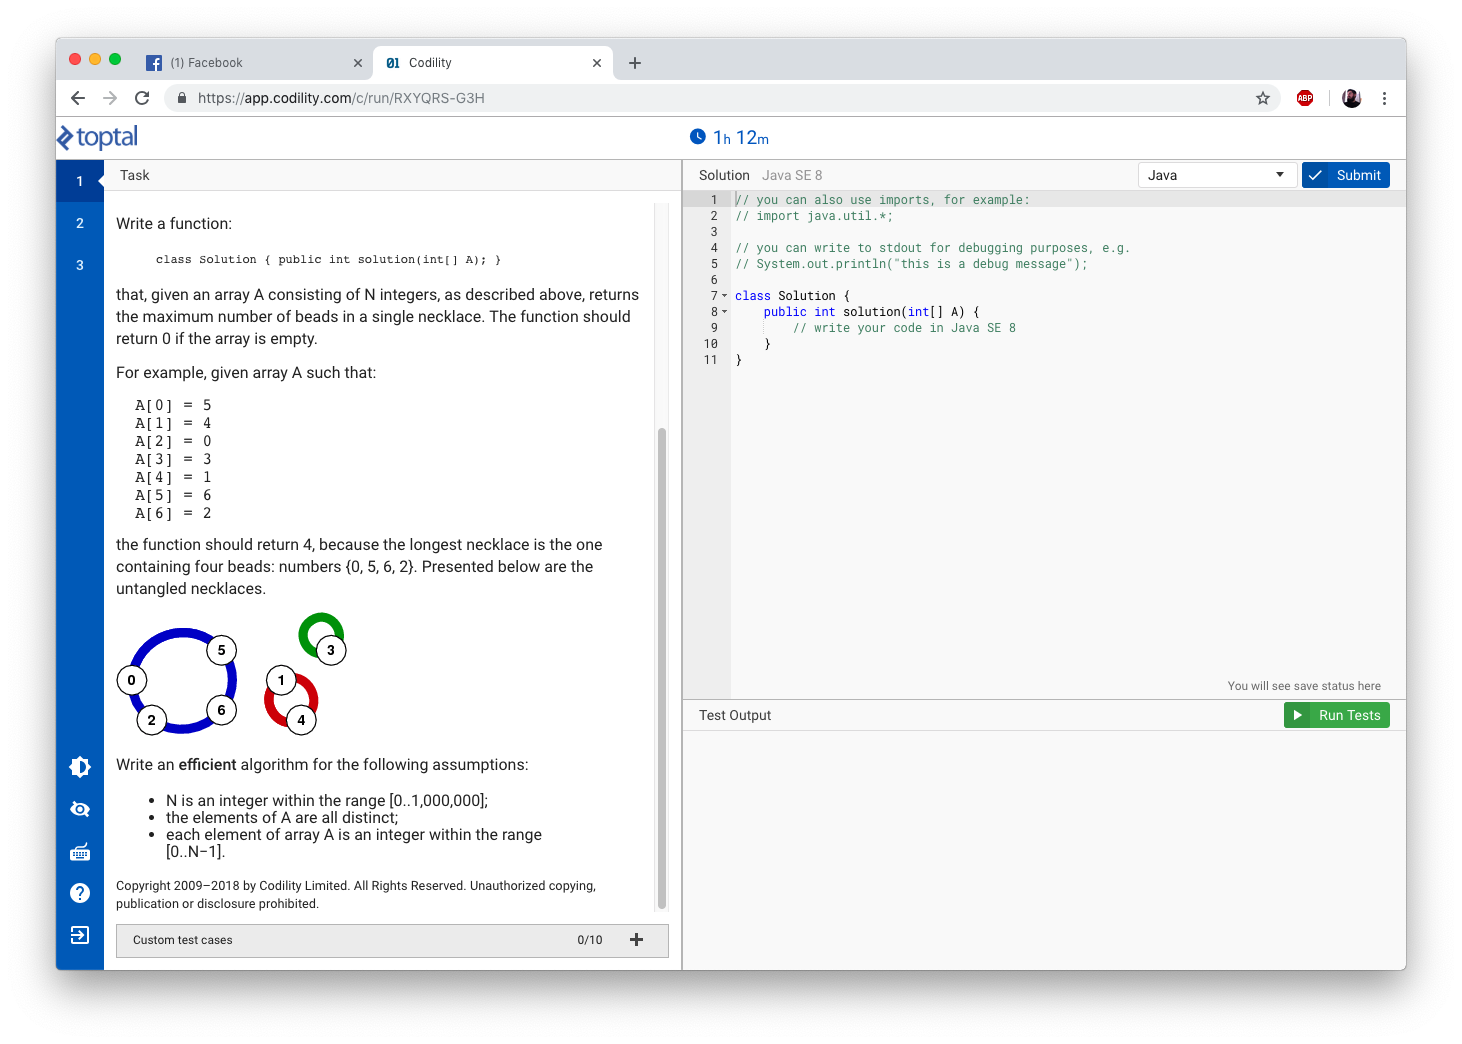 (1) Facebook
01 Codility
https://app.codility.com/c/run/RXYQRS-G3H
ABP
toptal
1h 12m
1
2
3
Task
Write a function:
class Solution { public int solution(int[] A); }
that, given an array A consisting of N integers, as described above, returns
the maximum number of beads in a single necklace. The function should
return 0 if the array is empty.
For example, given array A such that:
A[0] = 5
A[1] = 4
A[2] = 0
A[3] = 3
A[4] = 1
A[5] = 6
A[6] = 2
the function should return 4, because the longest necklace is the one
containing four beads: numbers {0, 5, 6, 2}. Presented below are the
untangled necklaces.
5
0
6
2
3
1
4
Write an efficient algorithm for the following assumptions:
• N is an integer within the range [0..1,000,000];
• the elements of A are all distinct;
• each element of array A is an integer within the range
[0..N−1].
Copyright 2009–2018 by Codility Limited. All Rights Reserved. Unauthorized copying,
publication or disclosure prohibited.
Custom test cases 0/10
Solution Java SE 8
Java
Submit
1 // you can also use imports, for example:
2 // import java.util.*;
3
4 // you can write to stdout for debugging purposes, e.g.
5 // System.out.println("this is a debug message");
6
7 class Solution {
8 public int solution(int[] A) {
9 // write your code in Java SE 8
10 }
11 }
You will see save status here
Test Output
Run Tests